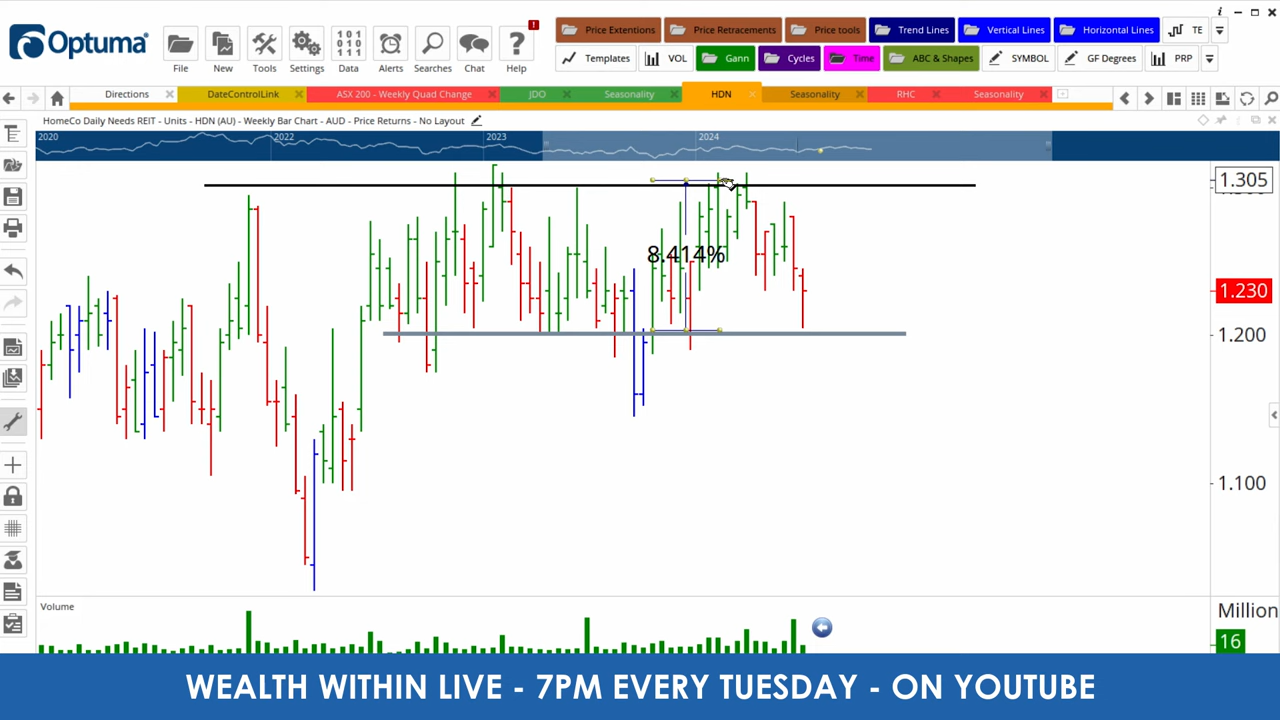 Optuma
File
New
Tools
Settings
101 010 101
Data
Alerts
Searches
Chat
?
Help
!
Price Extentions
Price Retracements
Price tools
Trend Lines
Vertical Lines
Horizontal Lines
TE
Templates
VOL
Gann
Cycles
Time
ABC & Shapes
SYMBOL
GF Degrees
PRP
Directions
DateControlLink
ASX 200 - Weekly Quad Change
JDO
Seasonality
HDN
Seasonality
RHC
Seasonality
HomeCo Daily Needs REIT - Units - HDN (AU) - Weekly Bar Chart - AUD - Price Returns - No Layout
2020
2022
2023
2024
1.305
8.414%
1.230
1.200
1.100
Volume
Million
16
WEALTH WITHIN LIVE - 7PM EVERY TUESDAY - ON YOUTUBE